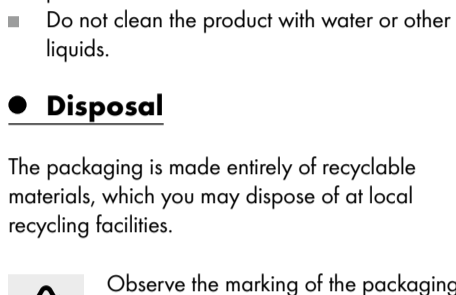 Do not clean the product with water or other
liquids.
Disposal
The packaging is made entirely of recyclable
materials, which you may dispose of at local
recycling facilities.
Observe the marking of the packaging